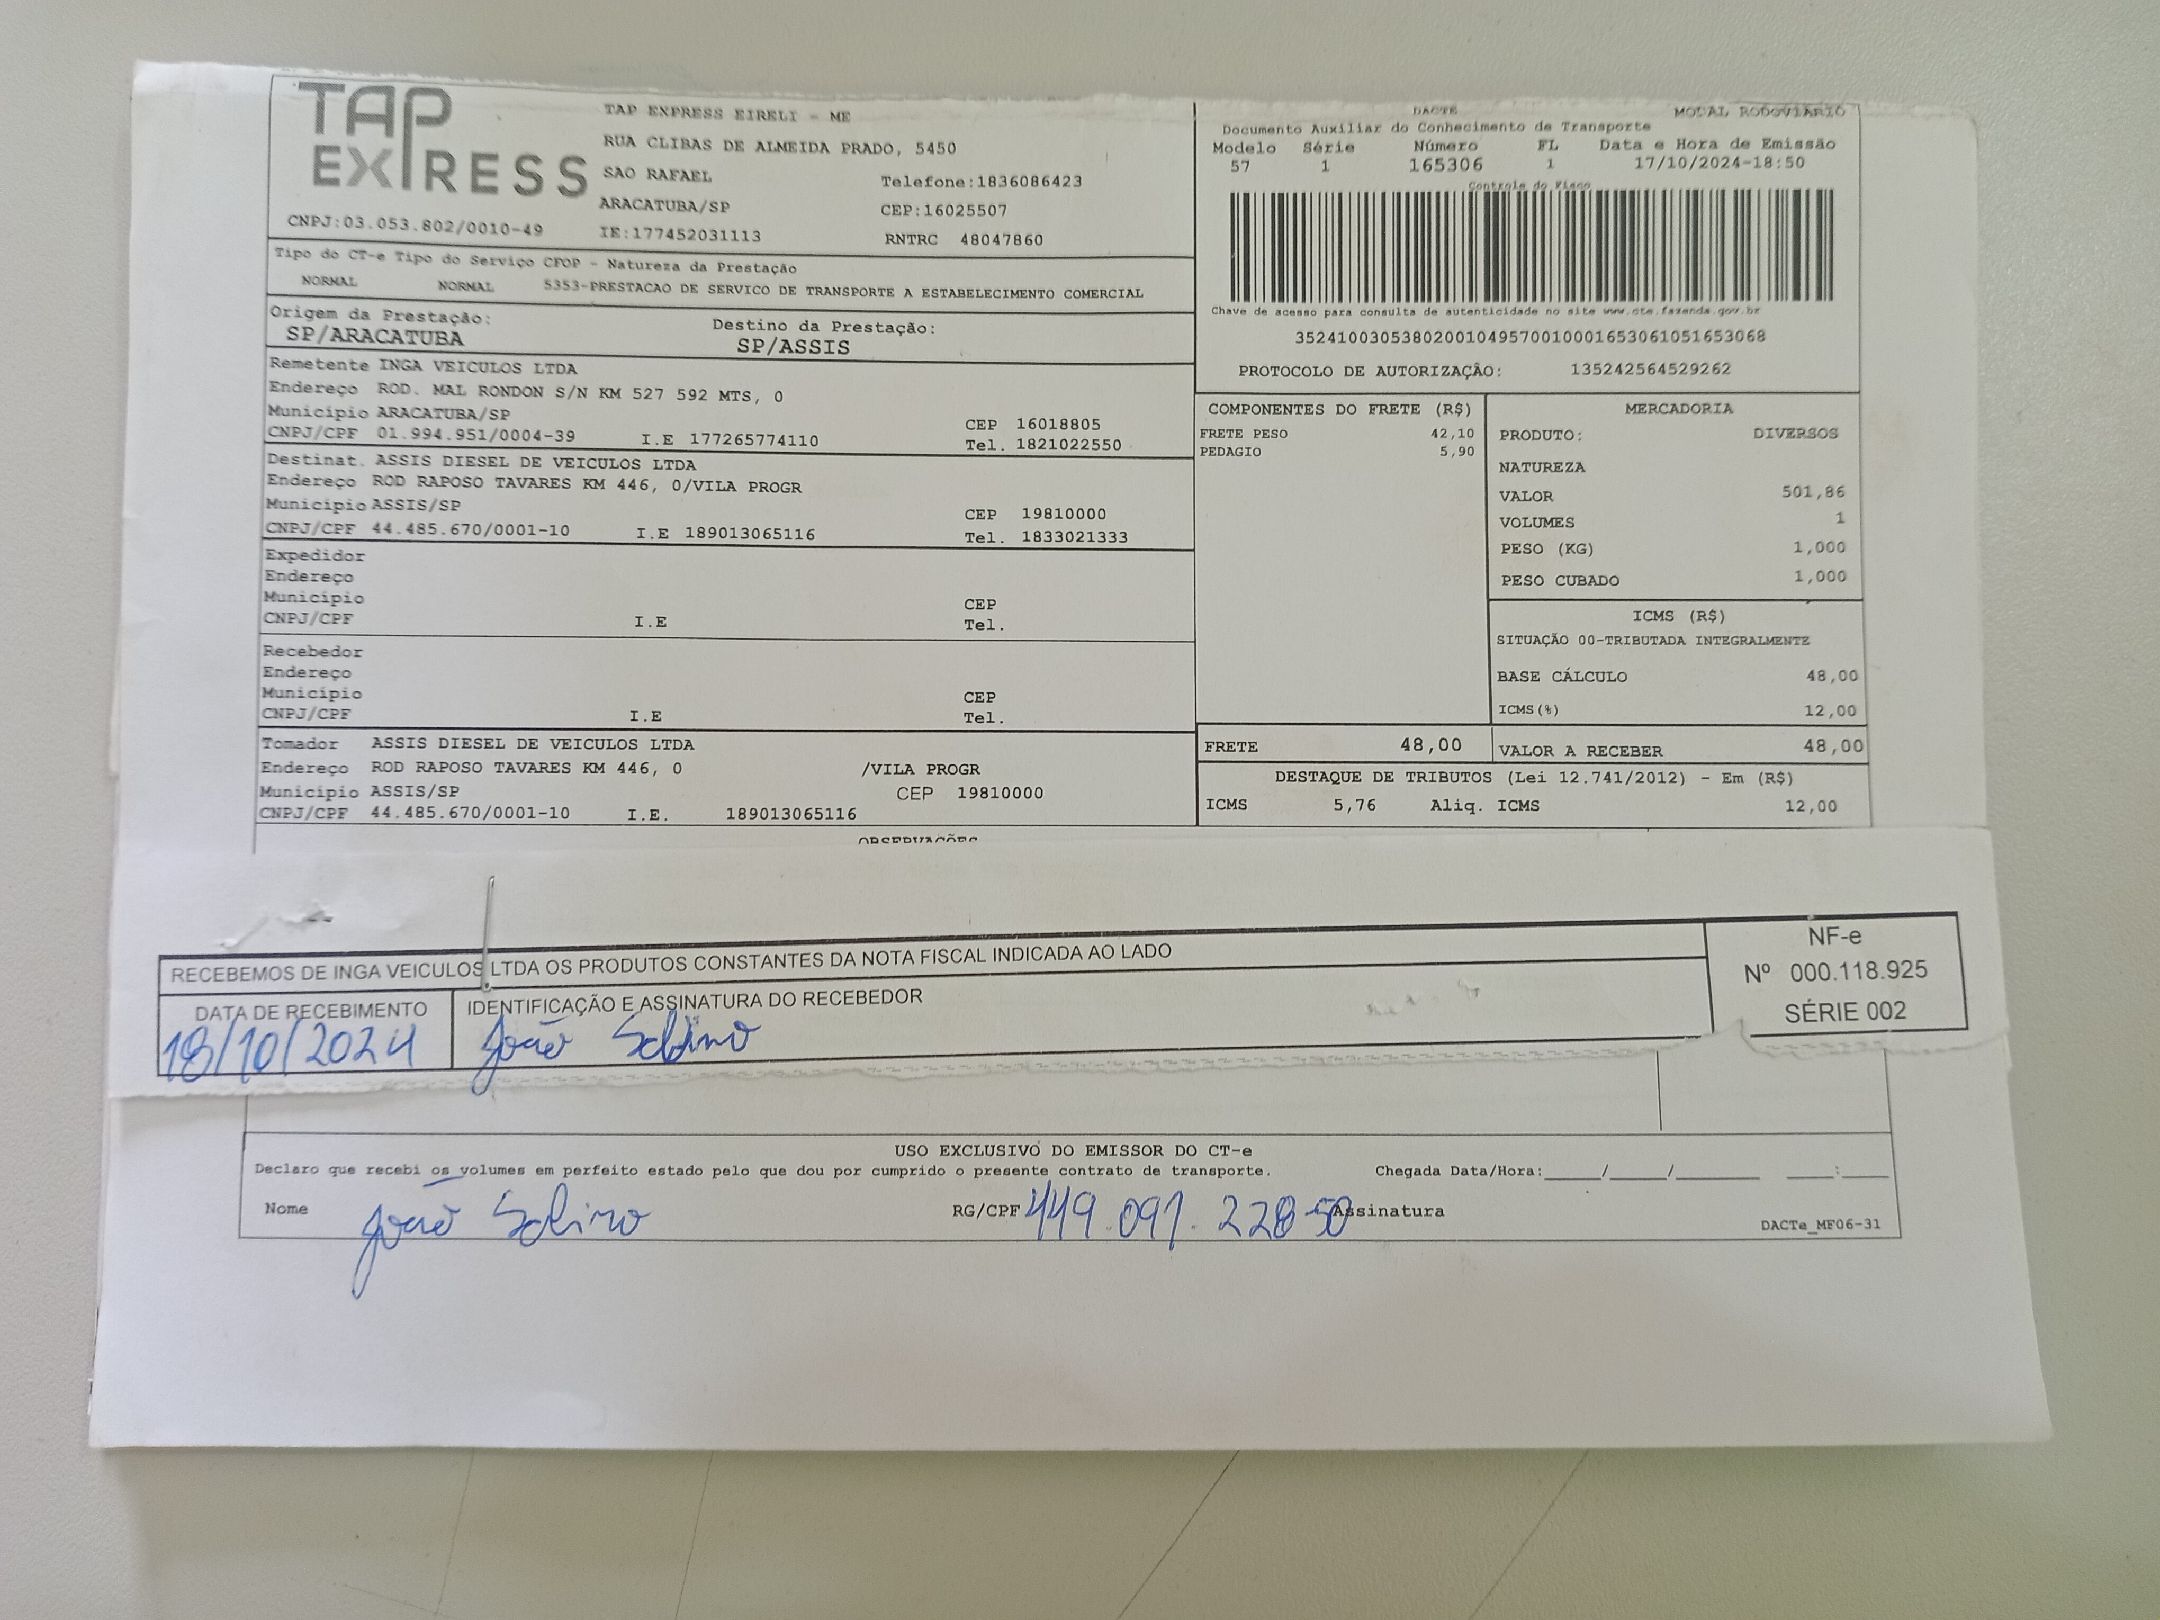 TAP
EXPRESS
TAP EXPRESS EIRELI - ME
RUA CLIBAS DE ALMEIDA PRADO, 5450
SAO RAFAEL Telefone:1836086423
ARACATUBA/SP CEP:16025507
CNPJ:03.053.802/0010-49 IE:177452031113 RNTRC 48047860
DACTE MODAL RODOVIÁRIO
Documento Auxiliar do Conhecimento de Transporte
Modelo Série Número FL Data e Hora de Emissão
57 1 165306 1 17/10/2024-18:50
Controle do Fisco
Chave de acesso para consulta de autenticidade no site www.cte.fazenda.gov.br
35241003053802001049570010001653061051653068
PROTOCOLO DE AUTORIZAÇÃO: 135242564529262
Tipo do CT-e Tipo do Serviço CFOP - Natureza da Prestação
NORMAL NORMAL 5353-PRESTACAO DE SERVICO DE TRANSPORTE A ESTABELECIMENTO COMERCIAL
Origem da Prestação: Destino da Prestação:
SP/ARACATUBA SP/ASSIS
Remetente INGA VEICULOS LTDA
Endereço ROD. MAL RONDON S/N KM 527 592 MTS, 0
Município ARACATUBA/SP CEP 16018805
CNPJ/CPF 01.994.951/0004-39 I.E 177265774110 Tel. 1821022550
Destinat. ASSIS DIESEL DE VEICULOS LTDA
Endereço ROD RAPOSO TAVARES KM 446, 0/VILA PROGR
Município ASSIS/SP CEP 19810000
CNPJ/CPF 44.485.670/0001-10 I.E 189013065116 Tel. 1833021333
Expedidor
Endereço
Município CEP
CNPJ/CPF I.E Tel.
Recebedor
Endereço
Município CEP
CNPJ/CPF I.E Tel.
Tomador ASSIS DIESEL DE VEICULOS LTDA
Endereço ROD RAPOSO TAVARES KM 446, 0 /VILA PROGR
Município ASSIS/SP CEP 19810000
CNPJ/CPF 44.485.670/0001-10 I.E. 189013065116
COMPONENTES DO FRETE (R$)
FRETE PESO 42,10
PEDAGIO 5,90
MERCADORIA
PRODUTO: DIVERSOS
NATUREZA
VALOR 501,86
VOLUMES 1
PESO (KG) 1,000
PESO CUBADO 1,000
ICMS (R$)
SITUAÇÃO 00-TRIBUTADA INTEGRALMENTE
BASE CÁLCULO 48,00
ICMS(%) 12,00
FRETE 48,00 VALOR A RECEBER 48,00
DESTAQUE DE TRIBUTOS (Lei 12.741/2012) - Em (R$)
ICMS 5,76 Aliq. ICMS 12,00
OBSERVAÇÕES
RECEBEMOS DE INGA VEICULOS LTDA OS PRODUTOS CONSTANTES DA NOTA FISCAL INDICADA AO LADO
DATA DE RECEBIMENTO IDENTIFICAÇÃO E ASSINATURA DO RECEBEDOR
18/10/2024 João Sobrino
NF-e
Nº 000.118.925
SÉRIE 002
USO EXCLUSIVO DO EMISSOR DO CT-e
Declaro que recebi os volumes em perfeito estado pelo que dou por cumprido o presente contrato de transporte. Chegada Data/Hora:_____/_____/_______ ____:____
Nome João Sobrino RG/CPF 449.091.228-50 Assinatura
DACTe_MF06-31